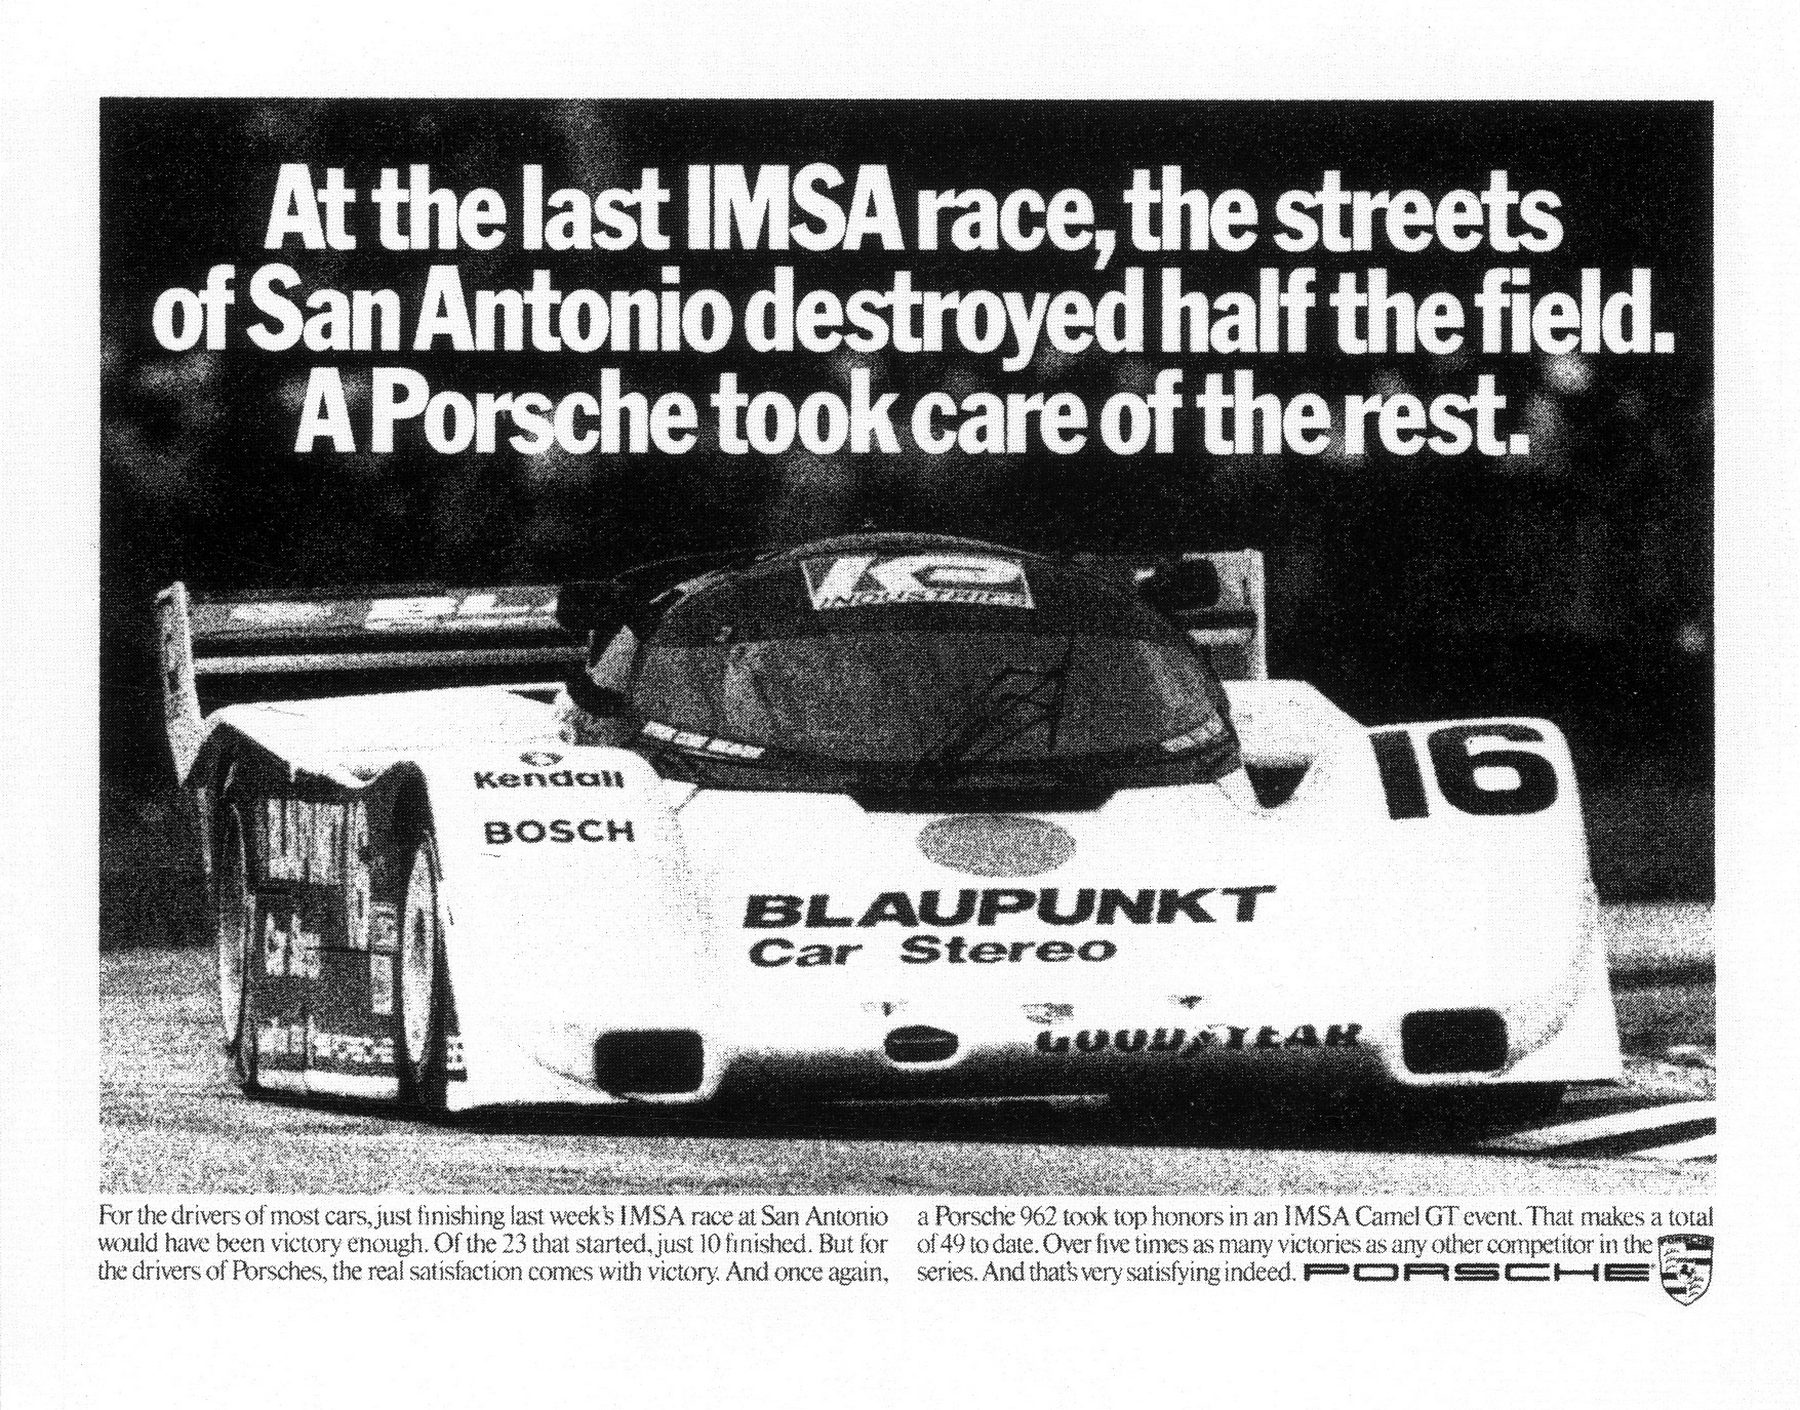 At the last IMSA race, the streets
of San Antonio destroyed half the field.
A Porsche took care of the rest.
Kendall
BOSCH
16
BLAUPUNKT
Car Stereo
GOODYEAR
For the drivers of most cars, just finishing last week's IMSA race at San Antonio
would have been victory enough. Of the 23 that started, just 10 finished. But for
the drivers of Porsches, the real satisfaction comes with victory. And once again,
a Porsche 962 took top honors in an IMSA Camel GT event. That makes a total
of 49 to date. Over five times as many victories as any other competitor in the
series. And that's very satisfying indeed. PORSCHE